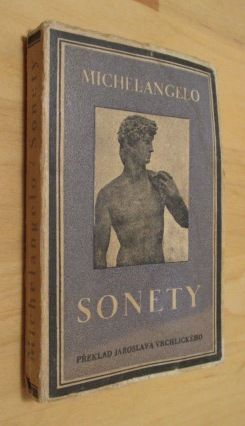 MICHELANGELO
SONETY
PŘEKLAD JAROSLAVA VRCHLICKÉHO
Michelangelo / Sonety